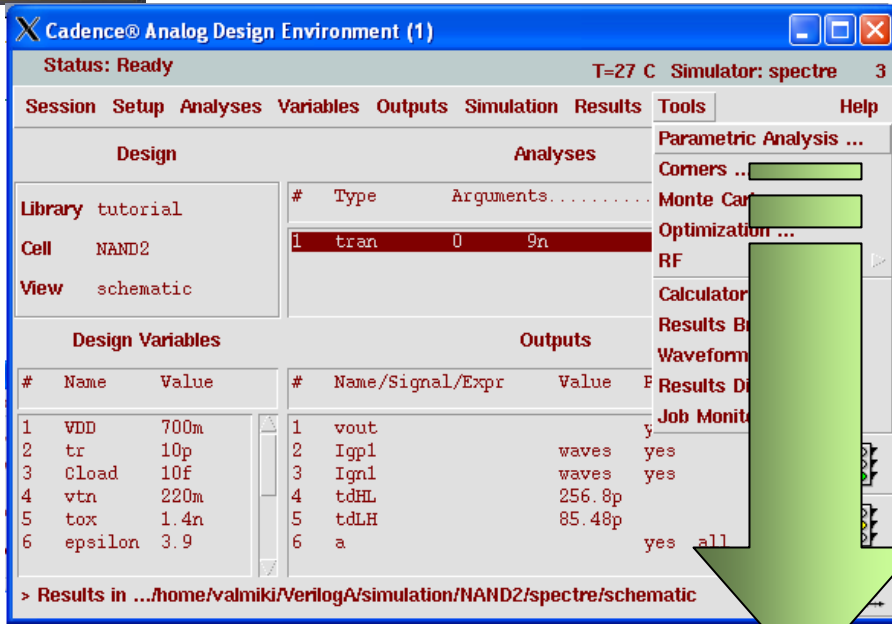 Cadence® Analog Design Environment (1)
Status: Ready T=27 C Simulator: spectre 3
Session Setup Analyses Variables Outputs Simulation Results Tools Help
Design
Library tutorial
Cell NAND2
View schematic
Analyses
# Type Arguments..........
1 tran 0 9n
Parametric Analysis ...
Corners ...
Monte
Optimization ...
RF
Calculator
Results
Waveform
Results
Job
Design Variables
# Name Value
1 VDD 700m
2 tr 10p
3 Cload 10f
4 vtn 220m
5 tox 1.4n
6 epsilon 3.9
Outputs
# Name/Signal/Expr Value
1 vout
2 Igp1 waves yes
3 Ign1 waves yes
4 tdHL 256.8p
5 tdLH 85.48p
6 a yes all
> Results in .../home/valmiki/VerilogA/simulation/NAND2/spectre/schematic